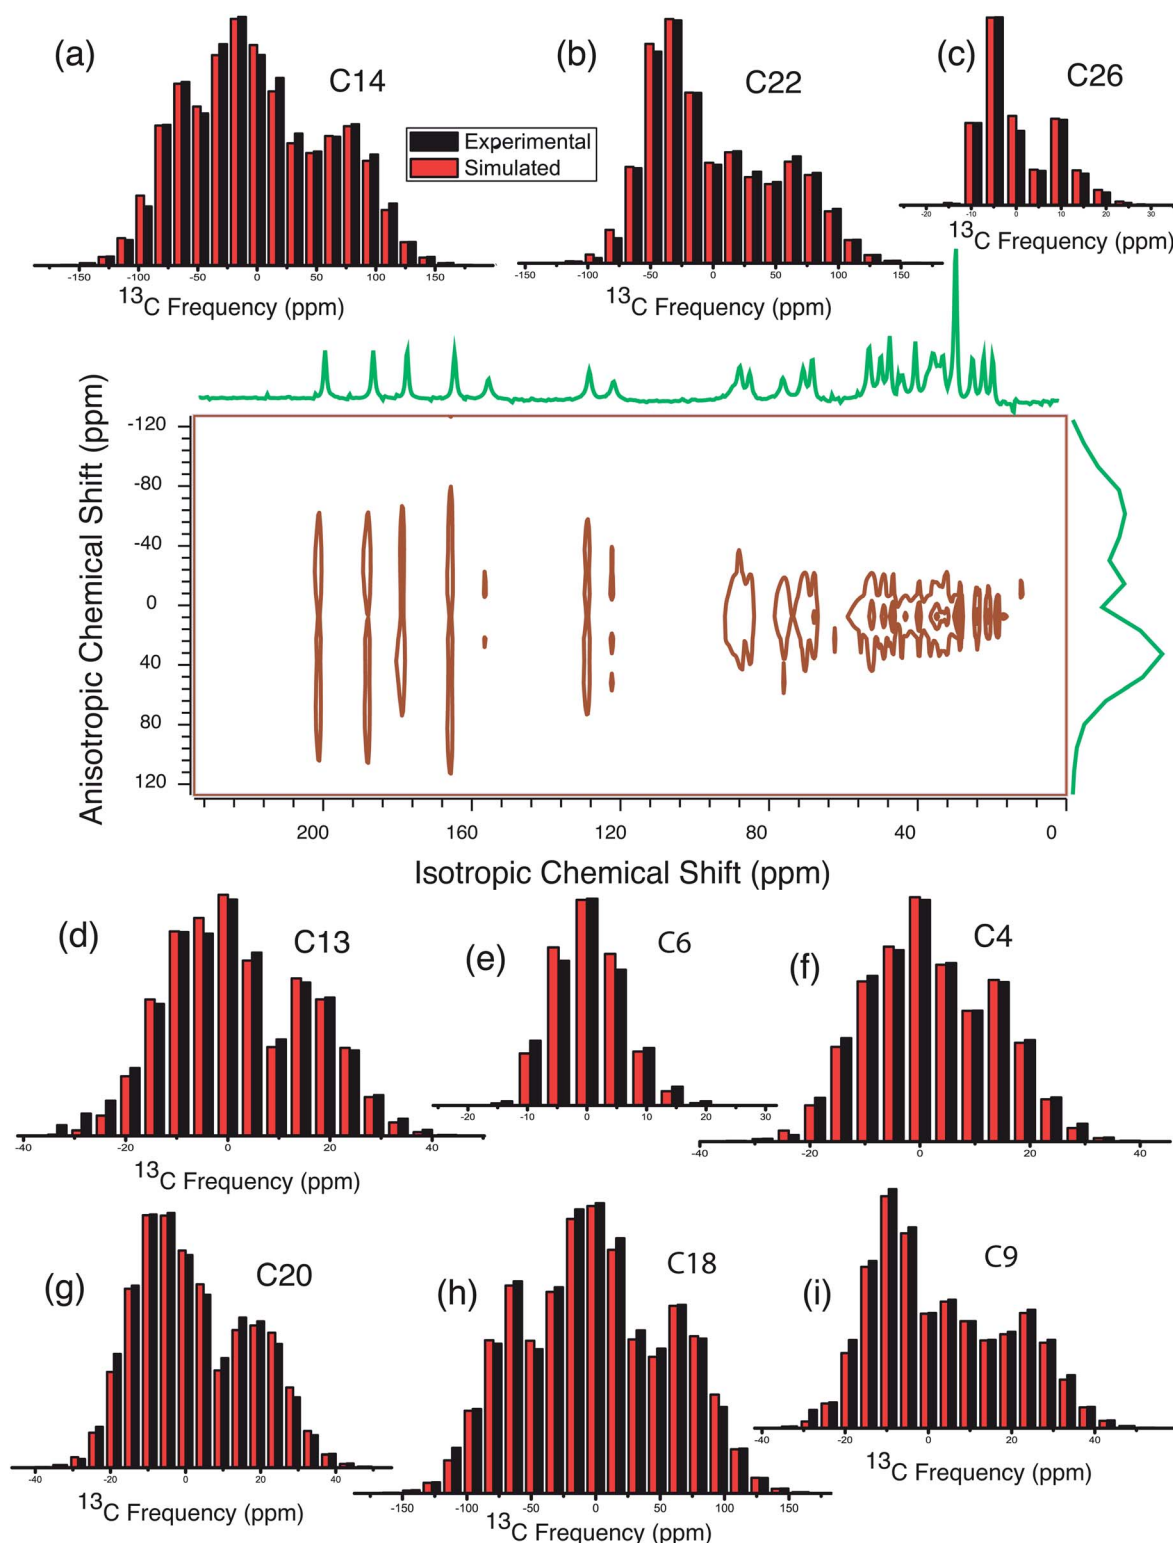 (a)
C14
(b)
C22
(c)
C26
Experimental
Simulated
-150 -100 -50 0 50 100 150
¹³C Frequency (ppm)
-150 -100 -50 0 50 100 150
¹³C Frequency (ppm)
-20 -10 0 10 20 30
¹³C Frequency (ppm)
Anisotropic Chemical Shift (ppm)
-120
-80
-40
0
40
80
120
200 160 120 80 40 0
Isotropic Chemical Shift (ppm)
(d)
C13
(e)
C6
(f)
C4
-40 -20 0 20 40
¹³C Frequency (ppm)
-20 -10 0 10 20 30
-40 -20 0 20 40
(g)
C20
(h)
C18
(i)
C9
-40 -20 0 20 40
¹³C Frequency (ppm)
-150 -100 -50 0 50 100 150
¹³C Frequency (ppm)
-40 -20 0 20 40
¹³C Frequency (ppm)